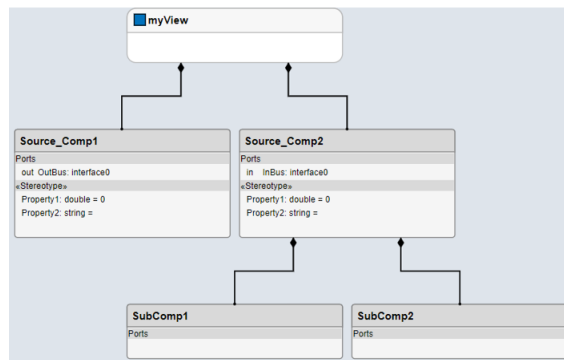 myView
Source_Comp1
Ports
out OutBus: interface0
«Stereotype»
Property1: double = 0
Property2: string =
Source_Comp2
Ports
in InBus: interface0
«Stereotype»
Property1: double = 0
Property2: string =
SubComp1
Ports
SubComp2
Ports